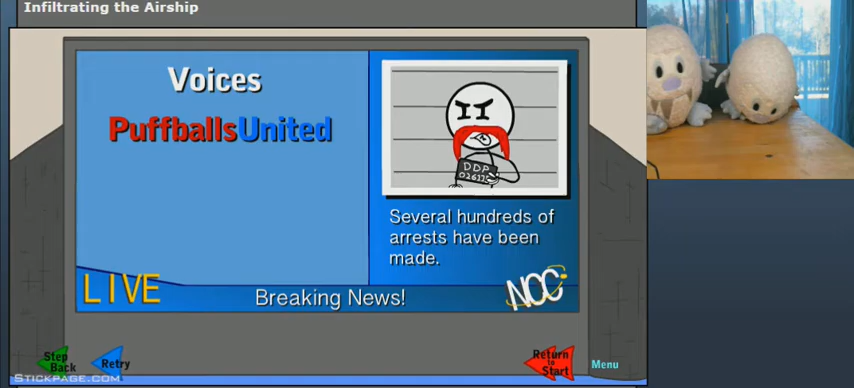 Infiltrating the Airship
Voices
PuffballsUnited
DDP
Several hundreds of
arrests have been
made.
LIVE
Breaking News!
NCC
Step
Back
Retry
Return
to
Start
Menu
STICKPAGE.COM